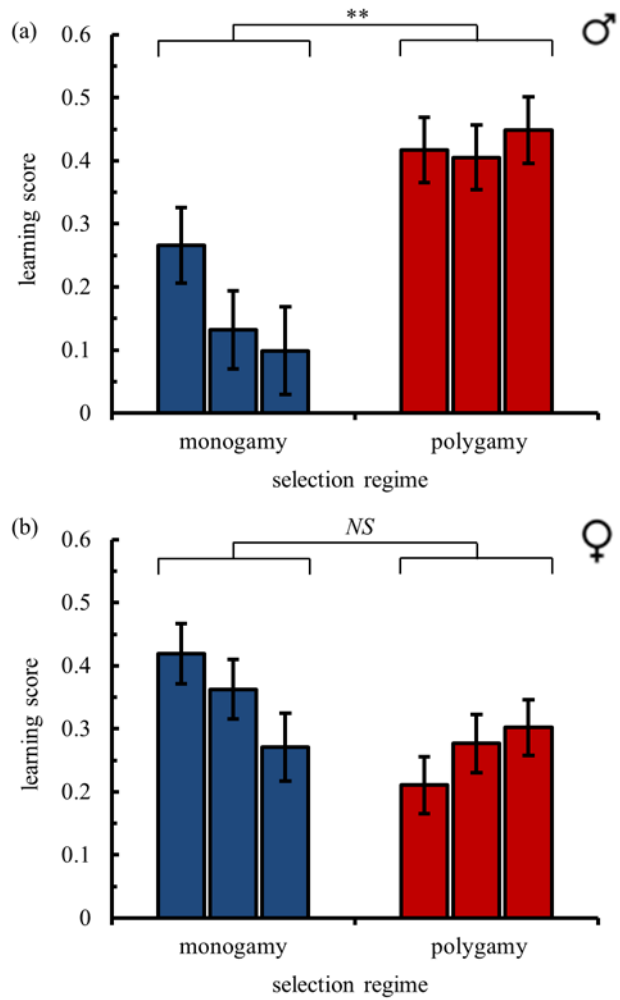 (a)
**
♂
0.6
0.5
0.4
0.3
0.2
0.1
0
learning score
monogamy polygamy
selection regime
(b)
NS
♀
0.6
0.5
0.4
0.3
0.2
0.1
0
learning score
monogamy polygamy
selection regime